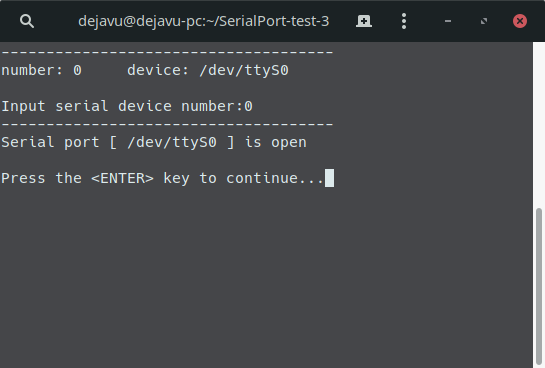 dejavu@dejavu-pc:~/SerialPort-test-3
-------------------------------------
number: 0     device: /dev/ttyS0
Input serial device number:0
-------------------------------------
Serial port [ /dev/ttyS0 ] is open
Press the <ENTER> key to continue...